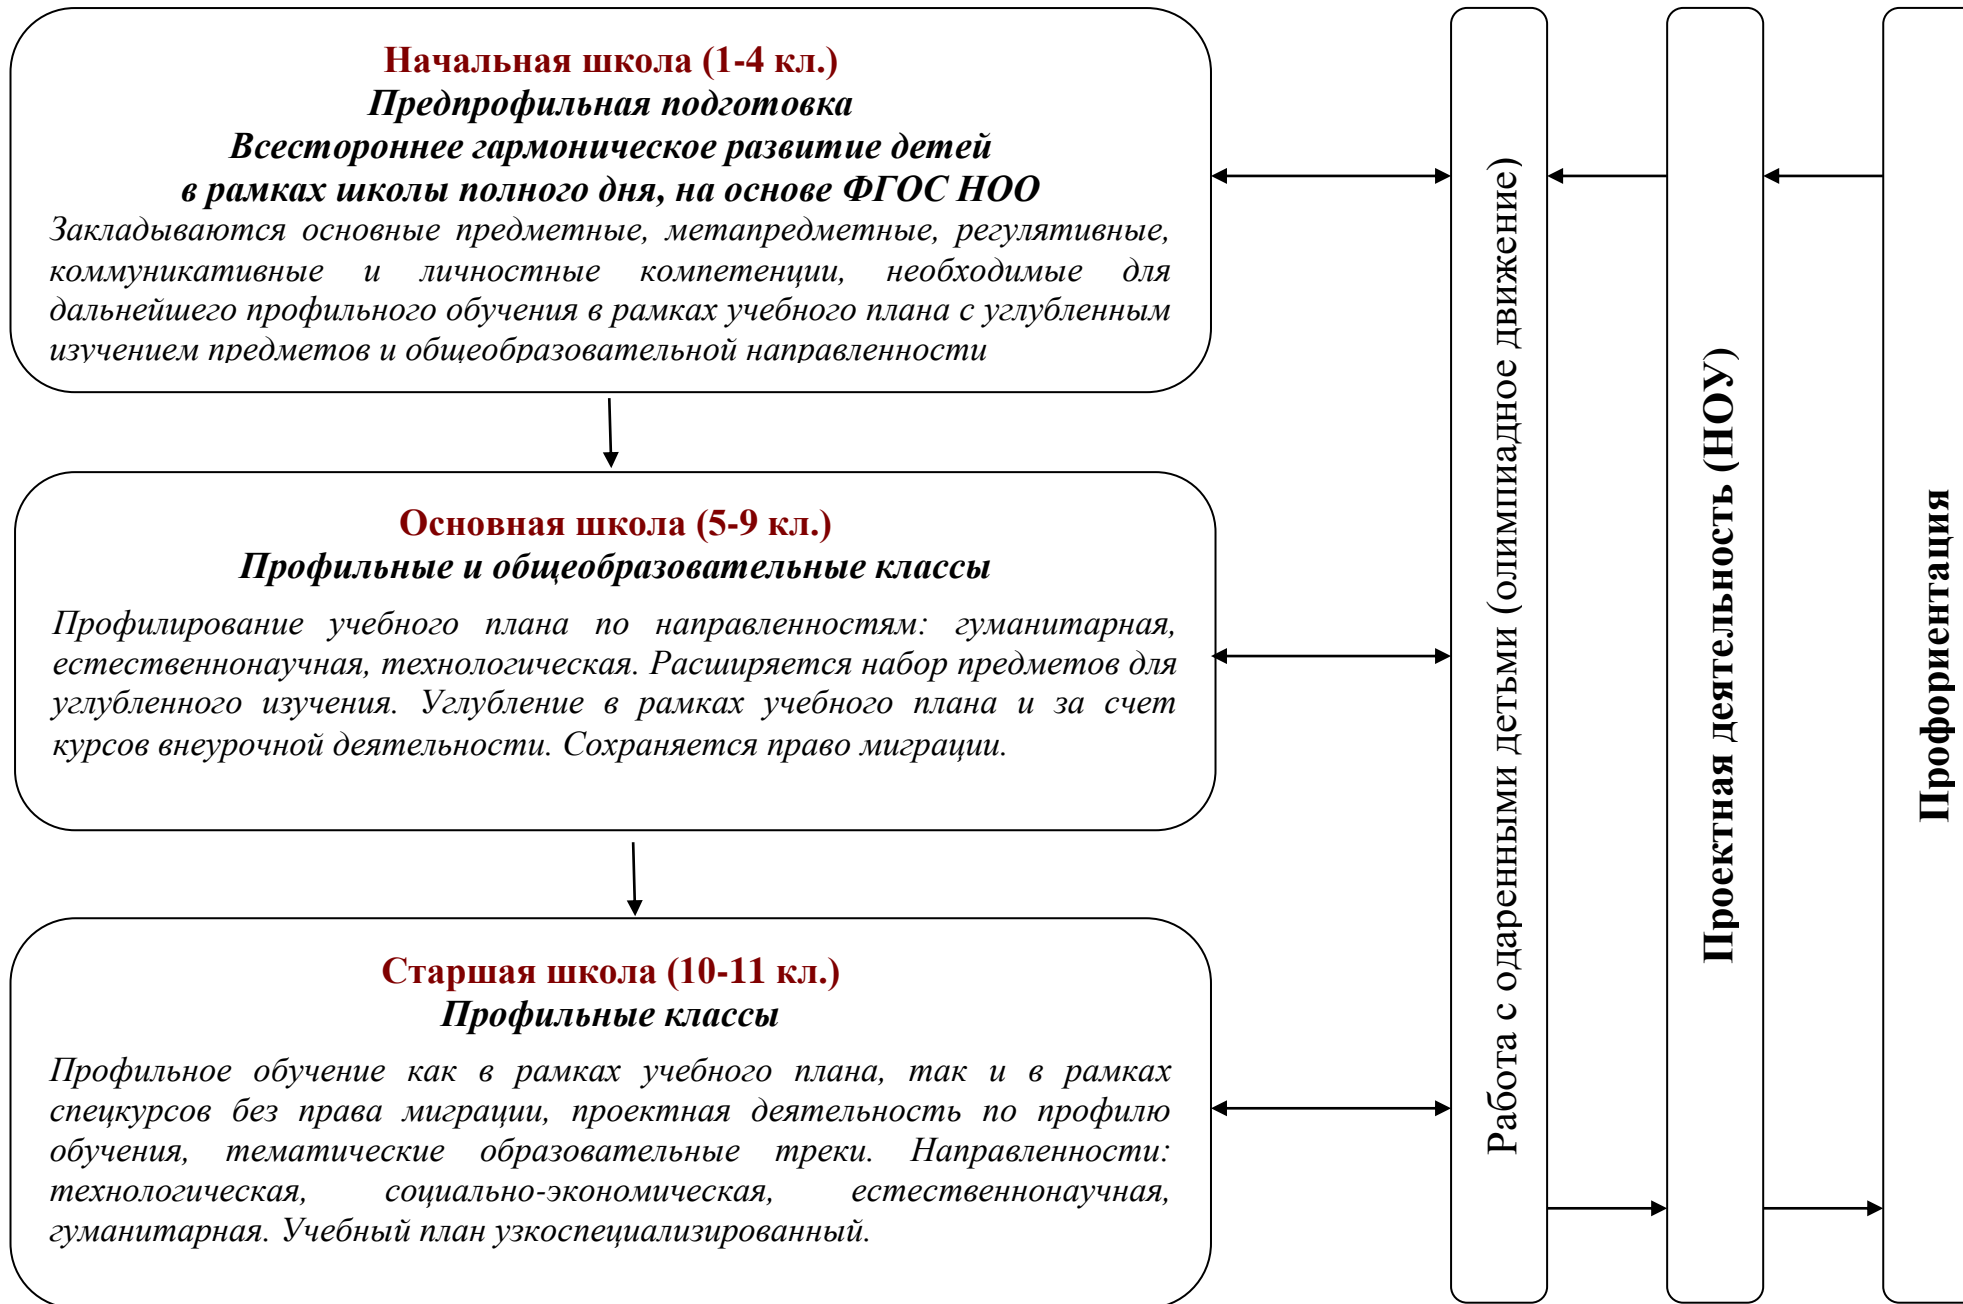 Начальная школа (1-4 кл.)
Предпрофильная подготовка
Всестороннее гармоническое развитие детей
в рамках школы полного дня, на основе ФГОС НОО
Закладываются основные предметные, метапредметные, регулятивные,
коммуникативные и личностные компетенции, необходимые для
дальнейшего профильного обучения в рамках учебного плана с углубленным
изучением предметов и общеобразовательной направленности
Основная школа (5-9 кл.)
Профильные и общеобразовательные классы
Профилирование учебного плана по направленностям: гуманитарная,
естественнонаучная, технологическая. Расширяется набор предметов для
углубленного изучения. Углубление в рамках учебного плана и за счет
курсов внеурочной деятельности. Сохраняется право миграции.
Старшая школа (10-11 кл.)
Профильные классы
Профильное обучение как в рамках учебного плана, так и в рамках
спецкурсов без права миграции, проектная деятельность по профилю
обучения, тематические образовательные треки. Направленности:
технологическая, социально-экономическая, естественнонаучная,
гуманитарная. Учебный план узкоспециализированный.
Работа с одаренными детьми (олимпиадное движение)
Проектная деятельность (НОУ)
Профориентация